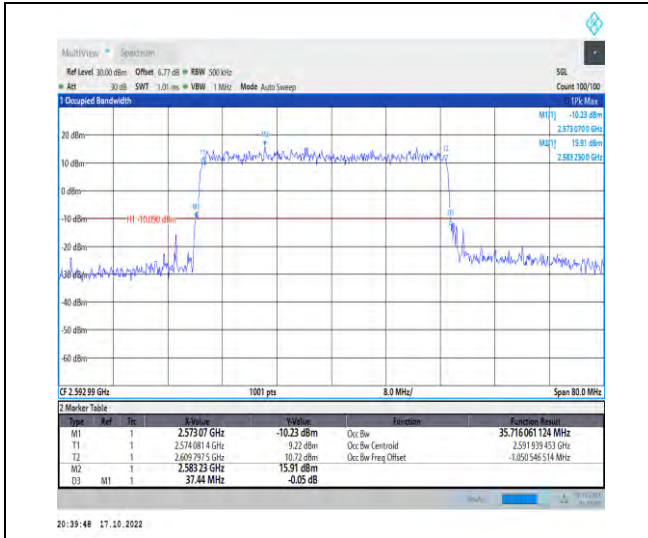 MultiView Spectrum
Ref Level 30.00 dBm Offset 6.77 dB RBW 500 kHz SGL
Att 30 dB SWT 1.01 ms VBW 1 MHz Mode Auto Sweep Count 100/100
1 Occupied Bandwidth 1Pk Max
M1[1] -10.23 dBm
2.573 070 0 GHz
M2[1] 15.91 dBm
2.583 230 0 GHz
20 dBm
M2
T1
T2
10 dBm
0 dBm
M1
D3
-10 dBm
H1 -10.090 dBm
-20 dBm
-30 dBm
-40 dBm
-50 dBm
-60 dBm
CF 2.592 99 GHz 1001 pts 8.0 MHz/ Span 80.0 MHz
2 Marker Table
Type Ref Trc X-Value Y-Value Function Function Result
M1 1 2.573 07 GHz -10.23 dBm Occ Bw 35.716 061 124 MHz
T1 1 2.574 081 4 GHz 9.22 dBm Occ Bw Centroid 2.591 939 453 GHz
T2 1 2.609 797 5 GHz 10.72 dBm Occ Bw Freq Offset -1.050 546 514 MHz
M2 1 2.583 23 GHz 15.91 dBm
D3 M1 1 37.44 MHz -0.05 dB
20:39:48 17.10.2022